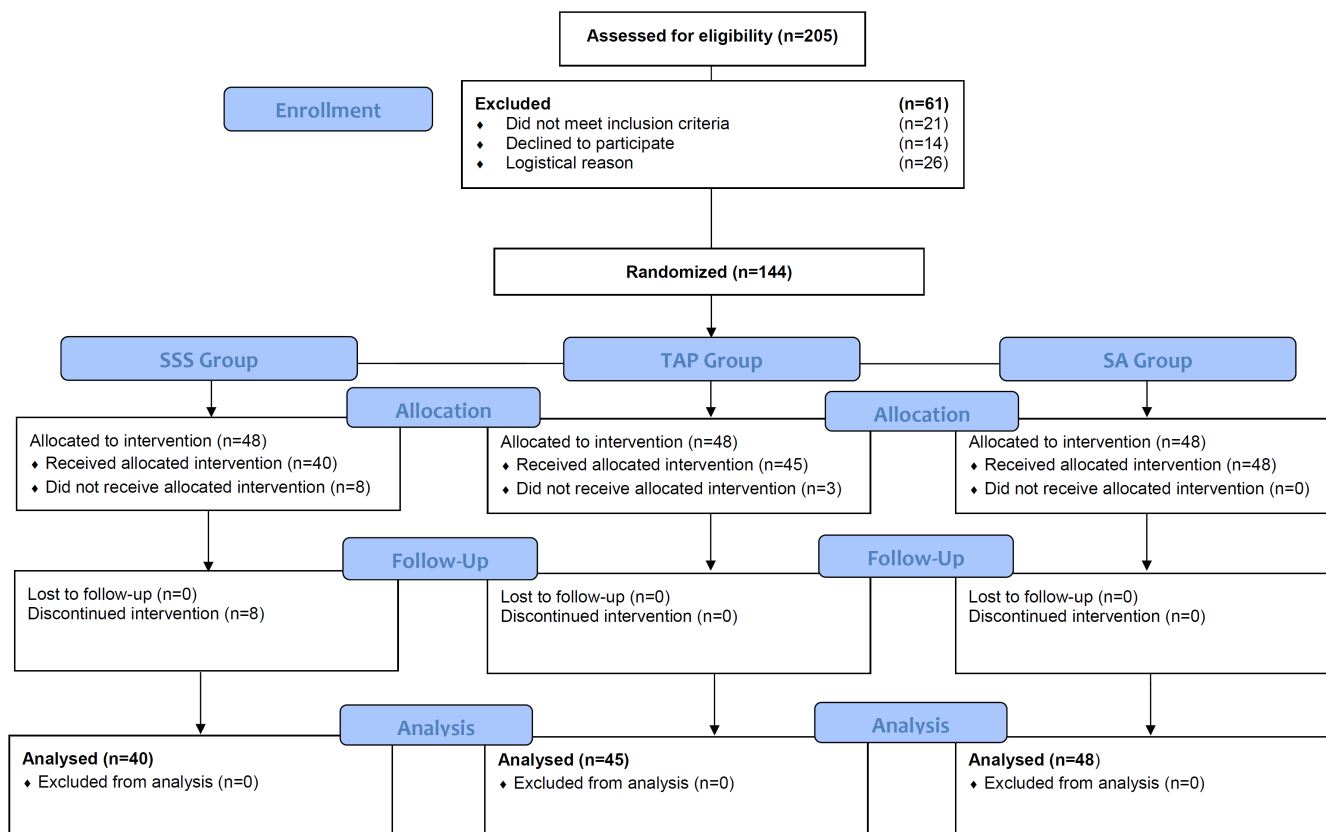 Assessed for eligibility (n=205)
Enrollment
Excluded (n=61)
♦ Did not meet inclusion criteria (n=21)
♦ Declined to participate (n=14)
♦ Logistical reason (n=26)
Randomized (n=144)
SSS Group
TAP Group
SA Group
Allocation
Allocation
Allocated to intervention (n=48)
♦ Received allocated intervention (n=40)
♦ Did not receive allocated intervention (n=8)
Allocated to intervention (n=48)
♦ Received allocated intervention (n=45)
♦ Did not receive allocated intervention (n=3)
Allocated to intervention (n=48)
♦ Received allocated intervention (n=48)
♦ Did not receive allocated intervention (n=0)
Follow-Up
Follow-Up
Lost to follow-up (n=0)
Discontinued intervention (n=8)
Lost to follow-up (n=0)
Discontinued intervention (n=0)
Lost to follow-up (n=0)
Discontinued intervention (n=0)
Analysis
Analysis
Analysed (n=40)
♦ Excluded from analysis (n=0)
Analysed (n=45)
♦ Excluded from analysis (n=0)
Analysed (n=48)
♦ Excluded from analysis (n=0)